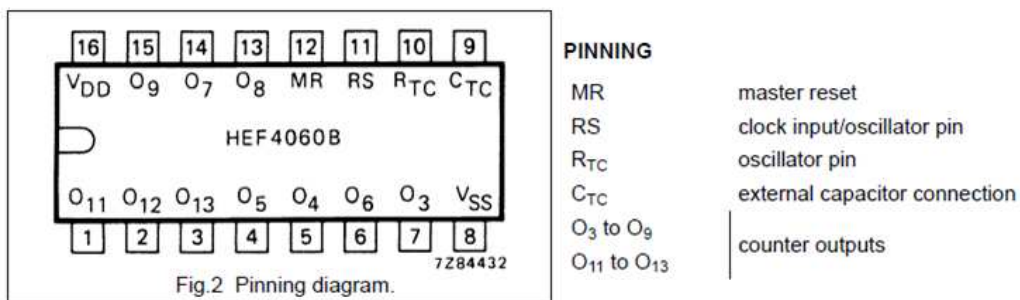 16 15 14 13 12 11 10 9
VDD O9 O7 O8 MR RS RTC CTC
HEF4060B
O11 O12 O13 O5 O4 O6 O3 VSS
1 2 3 4 5 6 7 8
7Z84432
Fig.2 Pinning diagram.
PINNING
MR master reset
RS clock input/oscillator pin
RTC oscillator pin
CTC external capacitor connection
O3 to O9
O11 to O13
counter outputs